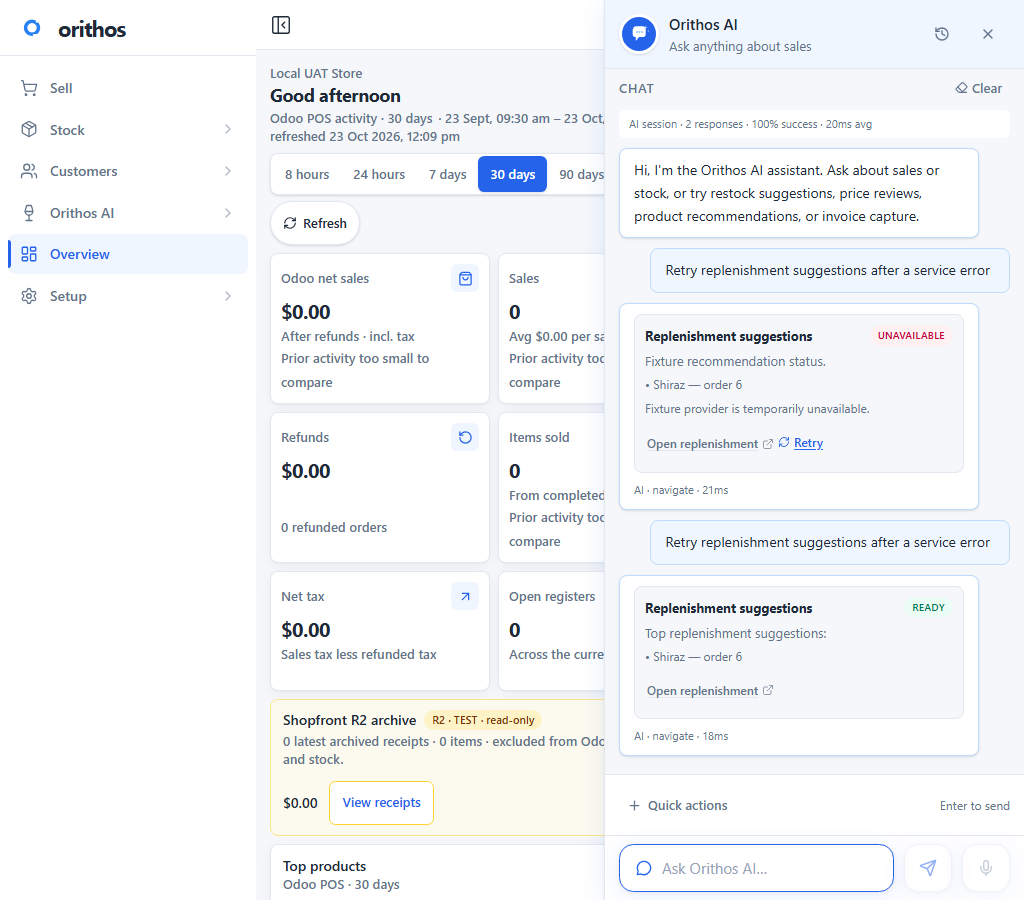 orithos
Sell
Stock
Customers
Orithos AI
Overview
Setup
Local UAT Store
Good afternoon
Odoo POS activity · 30 days · 23 Sept, 09:30 am – 23 Oct,
refreshed 23 Oct 2026, 12:09 pm
8 hours 24 hours 7 days 30 days 90 days
Refresh
Odoo net sales
$0.00
After refunds · incl. tax
Prior activity too small to
compare
Sales
0
Avg $0.00 per sa
Prior activity too
compare
Refunds
$0.00
0 refunded orders
Items sold
0
From completed
Prior activity too
compare
Net tax
$0.00
Sales tax less refunded tax
Open registers
0
Across the curre
Shopfront R2 archive R2 · TEST · read-only
0 latest archived receipts · 0 items · excluded from Odo
and stock.
$0.00 View receipts
Top products
Odoo POS · 30 days
Orithos AI
Ask anything about sales
CHAT Clear
AI session · 2 responses · 100% success · 20ms avg
Hi, I'm the Orithos AI assistant. Ask about sales or
stock, or try restock suggestions, price reviews,
product recommendations, or invoice capture.
Retry replenishment suggestions after a service error
Replenishment suggestions UNAVAILABLE
Fixture recommendation status.
• Shiraz — order 6
Fixture provider is temporarily unavailable.
Open replenishment Retry
AI · navigate · 21ms
Retry replenishment suggestions after a service error
Replenishment suggestions READY
Top replenishment suggestions:
• Shiraz — order 6
Open replenishment
AI · navigate · 18ms
Quick actions Enter to send
Ask Orithos AI...